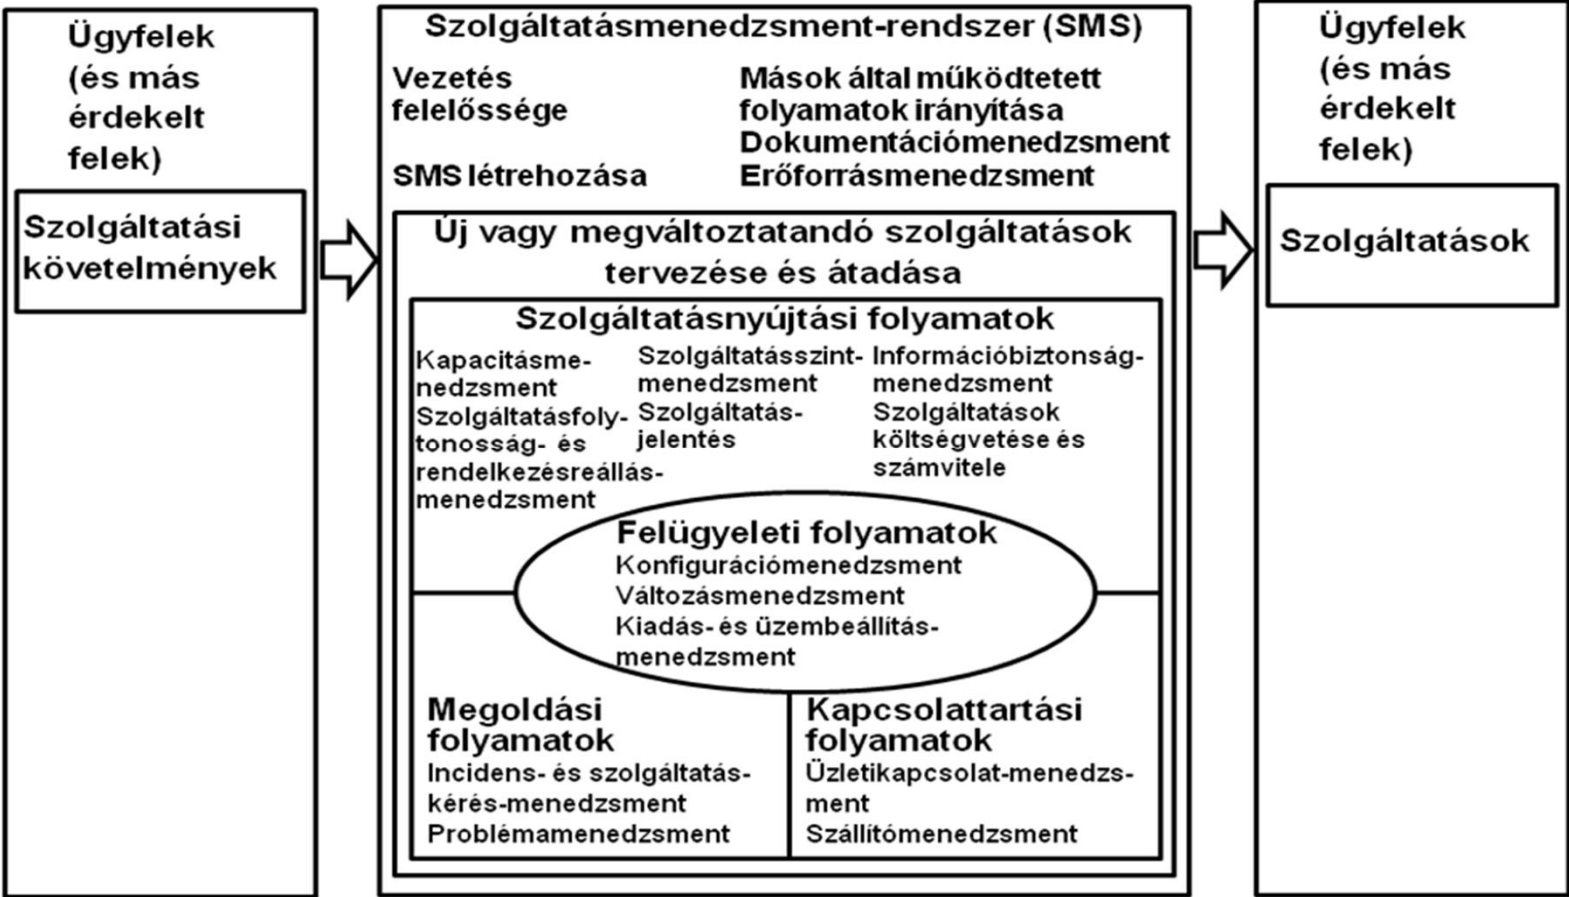 Ügyfelek
(és más
érdekelt
felek)
Szolgáltatási
követelmények
Szolgáltatásmenedzsment-rendszer (SMS)
Vezetés
felelőssége
SMS létrehozása
Mások által működtetett
folyamatok irányítása
Dokumentációmenedzsment
Erőforrásmenedzsment
Új vagy megváltoztatandó szolgáltatások
tervezése és átadása
Szolgáltatásnyújtási folyamatok
Kapacitásme-
nedzsment
Szolgáltatásfoly-
tonosság- és
rendelkezésreállás-
menedzsment
Szolgáltatásszint-
menedzsment
Szolgáltatás-
jelentés
Információbiztonság-
menedzsment
Szolgáltatások
költségvetése és
számvitele
Felügyeleti folyamatok
Konfigurációmenedzsment
Változásmenedzsment
Kiadás- és üzembeállítás-
menedzsment
Megoldási
folyamatok
Incidens- és szolgáltatás-
kérés-menedzsment
Problémamenedzsment
Kapcsolattartási
folyamatok
Üzletikapcsolat-menedzs-
ment
Szállítómenedzsment
Ügyfelek
(és más
érdekelt
felek)
Szolgáltatások